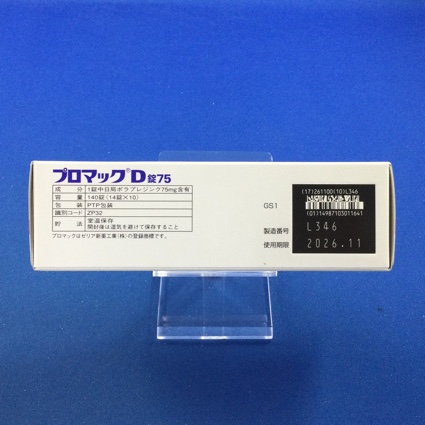 プロマックD錠75
成分 1錠中日局ポラプレジンク75mg含有
容量 140錠(14錠×10)
包装 PTP包装
識別コード ZP32
貯法 室温保存
開封後は湿気を避けて保存すること
プロマックはゼリア新薬工業(株)の登録商標です。
GS1
(17)261100(10)L346
(01)14987103011641
製造番号 L346
使用期限 2026.11